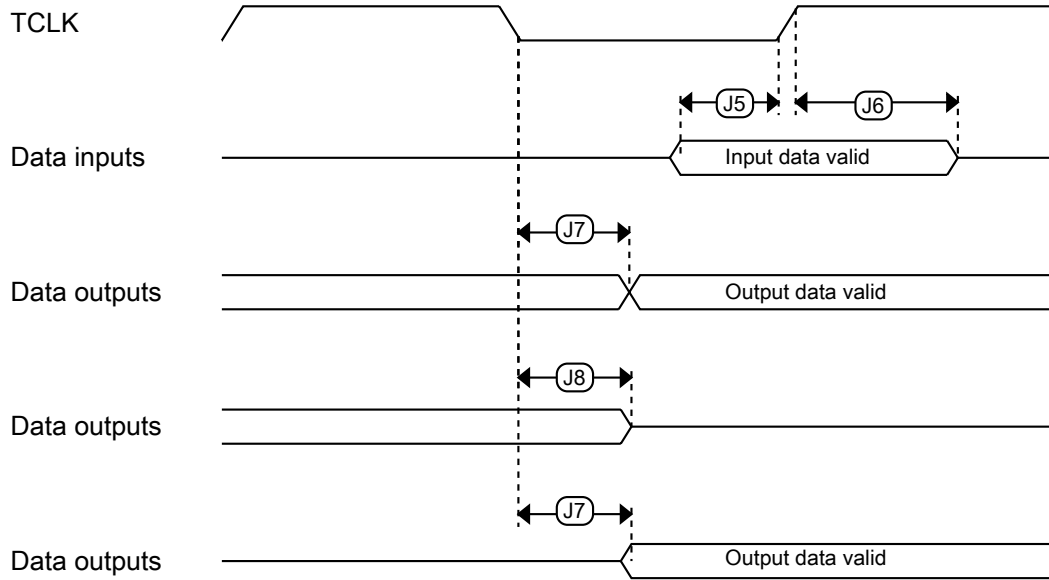 TCLK
J5
J6
Data inputs
Input data valid
J7
Data outputs
Output data valid
J8
Data outputs
J7
Data outputs
Output data valid